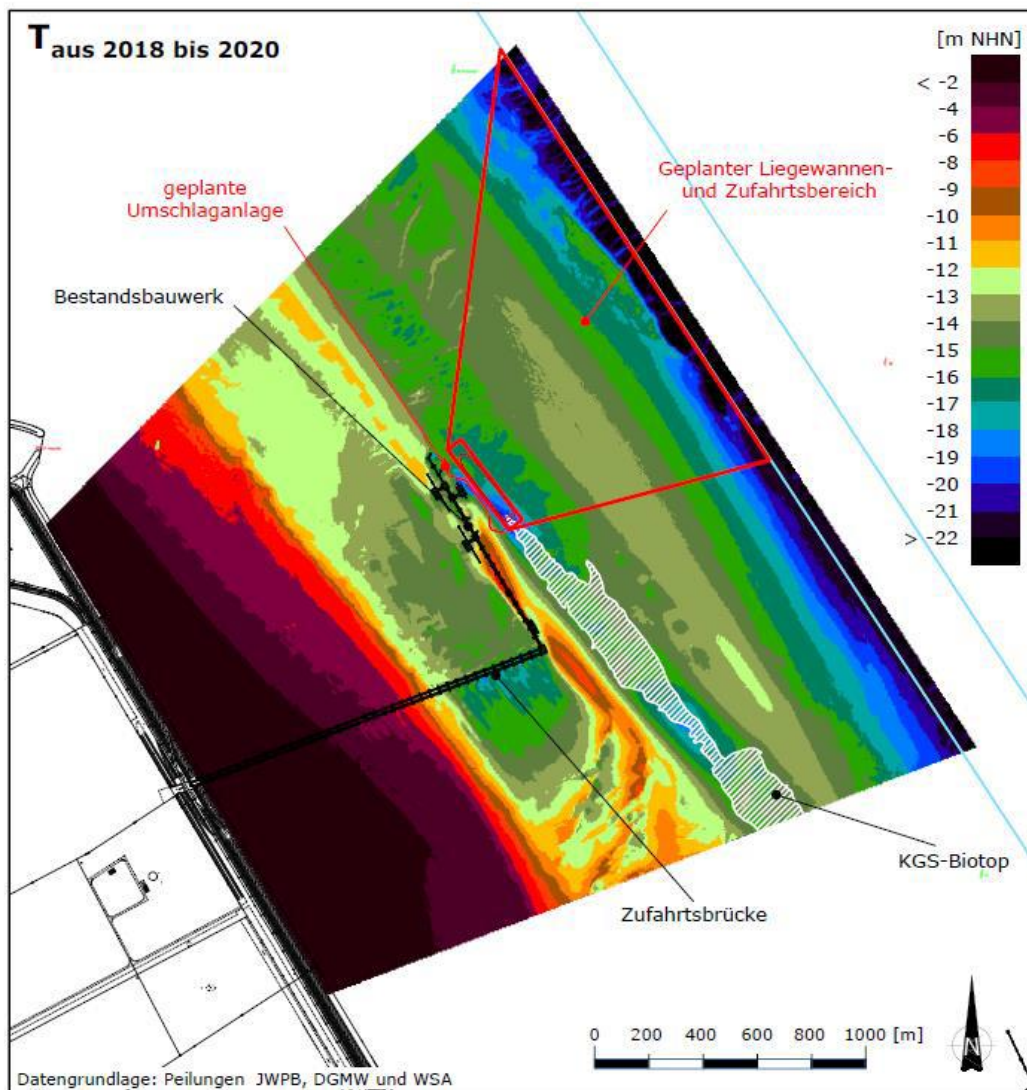 T aus 2018 bis 2020
[m NHN]
< -2
-4
-6
-8
-9
-10
-11
-12
-13
-14
-15
-16
-17
-18
-19
-20
-21
> -22
geplante
Umschlaganlage
Geplanter Liegewannen-
und Zufahrtsbereich
Bestandsbauwerk
KGS-Biotop
Zufahrtsbrücke
0 200 400 600 800 1000 [m]
N
Datengrundlage: Peilungen JWPB, DGMW und WSA